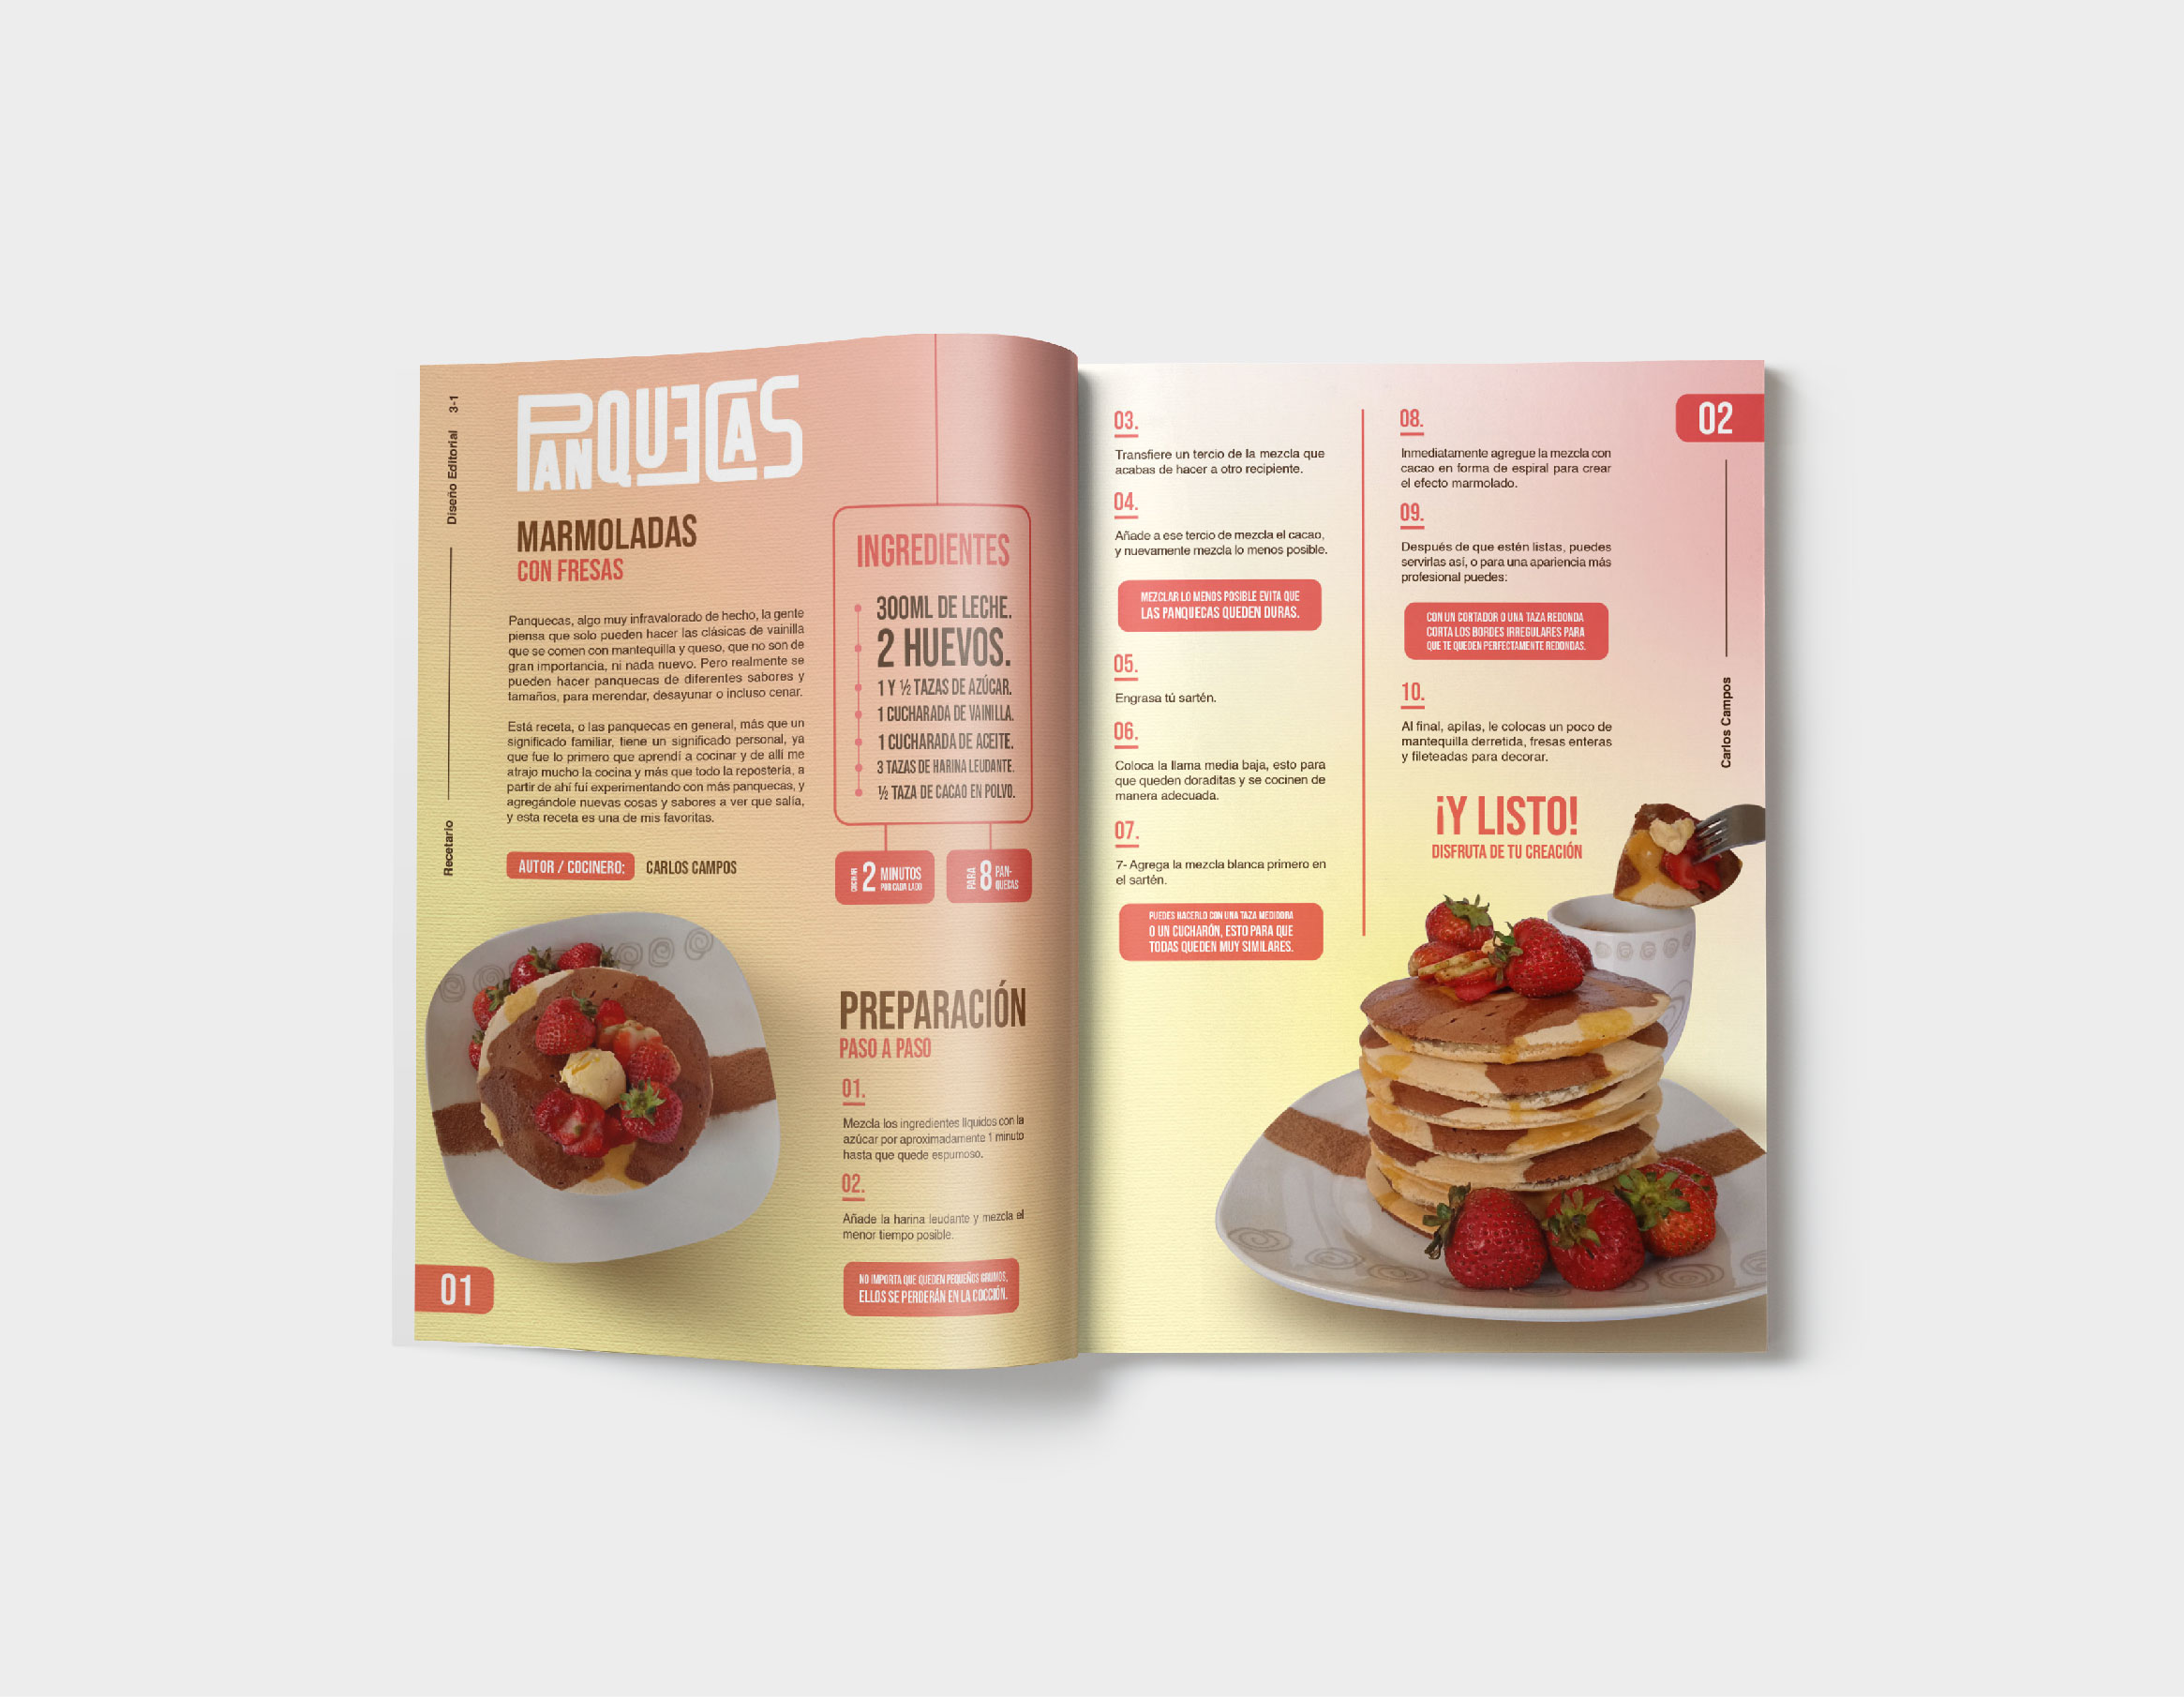 Diseño Editorial 3-1
Recetario
PANQUECAS
MARMOLADAS
CON FRESAS
Panquecas, algo muy infravalorado de hecho, la gente
piensa que solo pueden hacer las clásicas de vainilla
que se comen con mantequilla y queso, que no son de
gran importancia, ni nada nuevo. Pero realmente se
pueden hacer panquecas de diferentes sabores y
tamaños, para merendar, desayunar o incluso cenar.
Está receta, o las panquecas en general, más que un
significado familiar, tiene un significado personal, ya
que fue lo primero que aprendí a cocinar y de allí me
atrajo mucho la cocina y más que todo la repostería, a
partir de ahí fuí experimentando con más panquecas, y
agregándole nuevas cosas y sabores a ver que salía,
y esta receta es una de mis favoritas.
AUTOR / COCINERO: CARLOS CAMPOS
01
INGREDIENTES
300ML DE LECHE.
2 HUEVOS.
1 Y ½ TAZAS DE AZÚCAR.
1 CUCHARADA DE VAINILLA.
1 CUCHARADA DE ACEITE.
3 TAZAS DE HARINA LEUDANTE.
½ TAZA DE CACAO EN POLVO.
COCINAR 2 MINUTOS
POR CADA LADO
PARA 8 PAN-
QUECAS
PREPARACIÓN
PASO A PASO
01.
Mezcla los ingredientes líquidos con la
azúcar por aproximadamente 1 minuto
hasta que quede espumoso.
02.
Añade la harina leudante y mezcla el
menor tiempo posible.
NO IMPORTA QUE QUEDEN PEQUEÑOS GRUMOS,
ELLOS SE PERDERÁN EN LA COCCIÓN.
03.
Transfiere un tercio de la mezcla que
acabas de hacer a otro recipiente.
04.
Añade a ese tercio de mezcla el cacao,
y nuevamente mezcla lo menos posible.
MEZCLAR LO MENOS POSIBLE EVITA QUE
LAS PANQUECAS QUEDEN DURAS.
05.
Engrasa tú sartén.
06.
Coloca la llama media baja, esto para
que queden doraditas y se cocinen de
manera adecuada.
07.
7- Agrega la mezcla blanca primero en
el sartén.
PUEDES HACERLO CON UNA TAZA MEDIDORA
O UN CUCHARÓN, ESTO PARA QUE
TODAS QUEDEN MUY SIMILARES.
08.
Inmediatamente agregue la mezcla con
cacao en forma de espiral para crear
el efecto marmolado.
09.
Después de que estén listas, puedes
servirlas así, o para una apariencia más
profesional puedes:
CON UN CORTADOR O UNA TAZA REDONDA
CORTA LOS BORDES IRREGULARES PARA
QUE TE QUEDEN PERFECTAMENTE REDONDAS.
10.
Al final, apilas, le colocas un poco de
mantequilla derretida, fresas enteras
y fileteadas para decorar.
¡Y LISTO!
DISFRUTA DE TU CREACIÓN
02
Carlos Campos